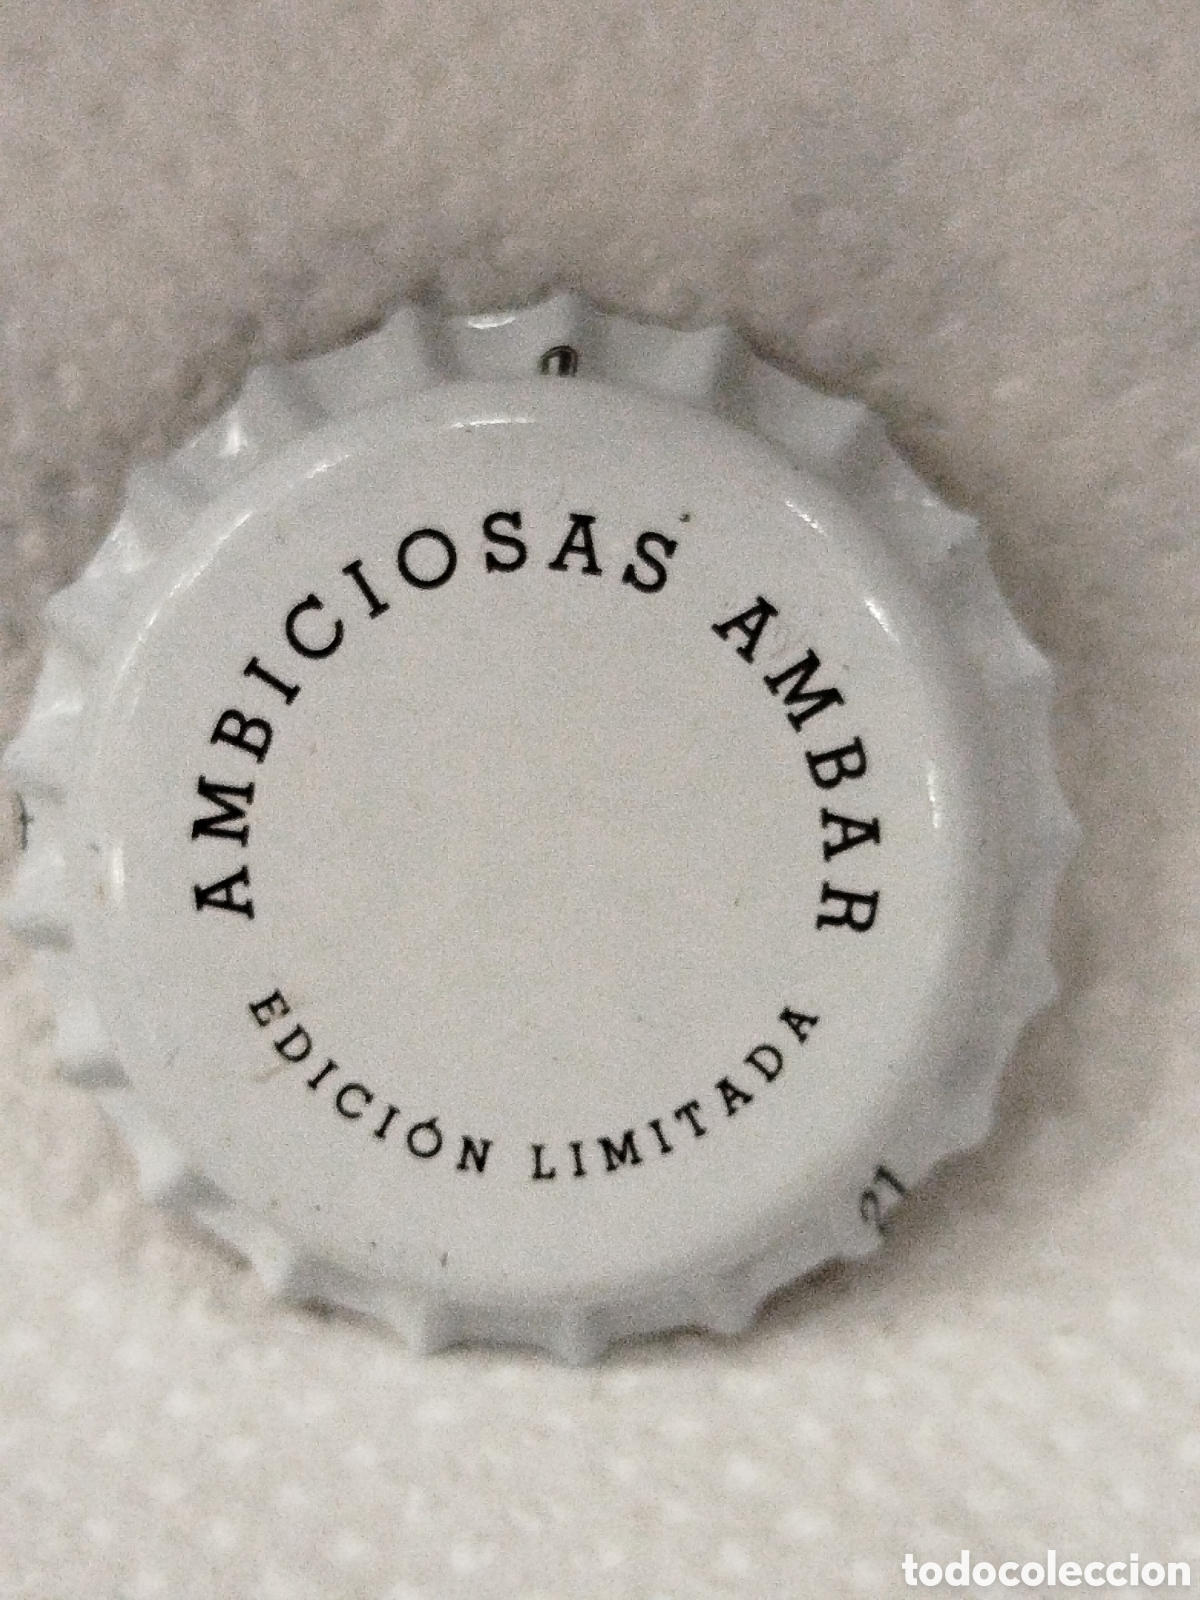 AMBICIOSAS AMBAR
EDICIÓN LIMITADA
21
todocoleccion